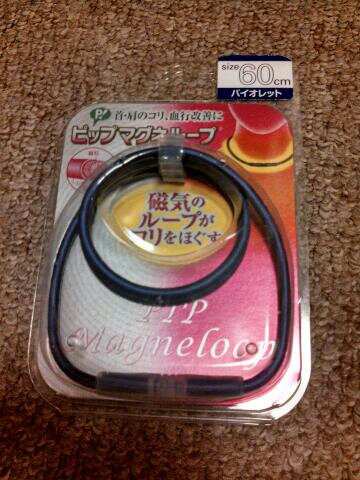 size 60cm
バイオレット
P!
首・肩のコリ、血行改善に
ピップマグネループ
磁石
磁気の
ループが
コリをほぐす
PIP
Magneloop